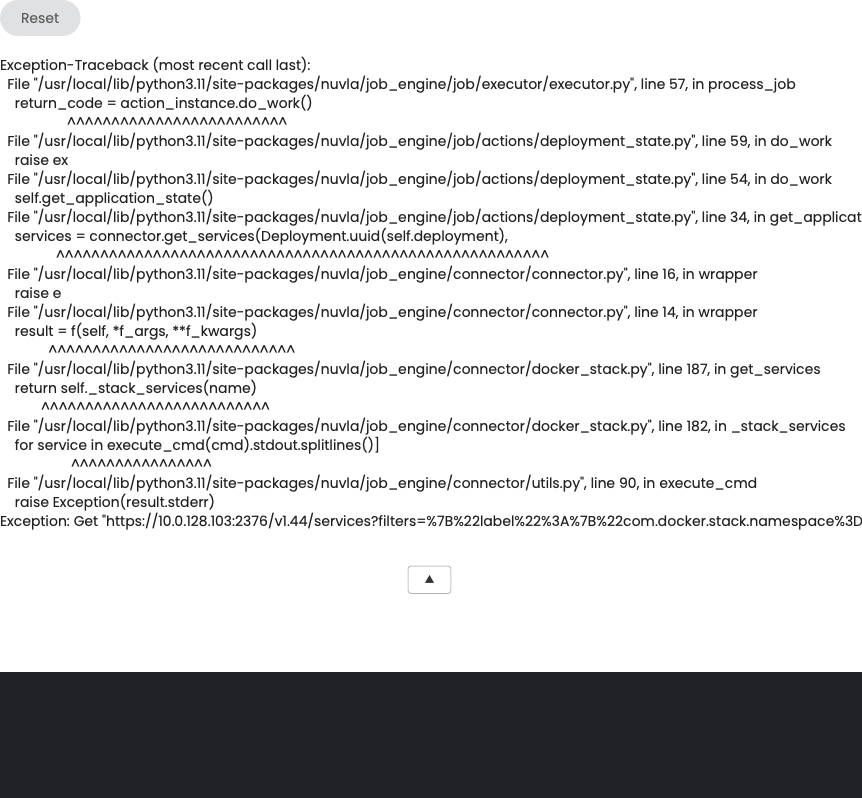 Reset
Exception-Traceback (most recent call last):
File "/usr/local/lib/python3.11/site-packages/nuvla/job_engine/job/executor/executor.py", line 57, in process_job
return_code = action_instance.do_work()
^^^^^^^^^^^^^^^^^^^^^^^^^
File "/usr/local/lib/python3.11/site-packages/nuvla/job_engine/job/actions/deployment_state.py", line 59, in do_work
raise ex
File "/usr/local/lib/python3.11/site-packages/nuvla/job_engine/job/actions/deployment_state.py", line 54, in do_work
self.get_application_state()
File "/usr/local/lib/python3.11/site-packages/nuvla/job_engine/job/actions/deployment_state.py", line 34, in get_applicat
services = connector.get_services(Deployment.uuid(self.deployment),
^^^^^^^^^^^^^^^^^^^^^^^^^^^^^^^^^^^^^^^^^^^^^^^^^^^^^^^^
File "/usr/local/lib/python3.11/site-packages/nuvla/job_engine/connector/connector.py", line 16, in wrapper
raise e
File "/usr/local/lib/python3.11/site-packages/nuvla/job_engine/connector/connector.py", line 14, in wrapper
result = f(self, *f_args, **f_kwargs)
^^^^^^^^^^^^^^^^^^^^^^^^^^^^
File "/usr/local/lib/python3.11/site-packages/nuvla/job_engine/connector/docker_stack.py", line 187, in get_services
return self._stack_services(name)
^^^^^^^^^^^^^^^^^^^^^^^^^^
File "/usr/local/lib/python3.11/site-packages/nuvla/job_engine/connector/docker_stack.py", line 182, in _stack_services
for service in execute_cmd(cmd).stdout.splitlines()]
^^^^^^^^^^^^^^^^
File "/usr/local/lib/python3.11/site-packages/nuvla/job_engine/connector/utils.py", line 90, in execute_cmd
raise Exception(result.stderr)
Exception: Get "https://10.0.128.103:2376/v1.44/services?filters=%7B%22label%22%3A%7B%22com.docker.stack.namespace%3D
▲